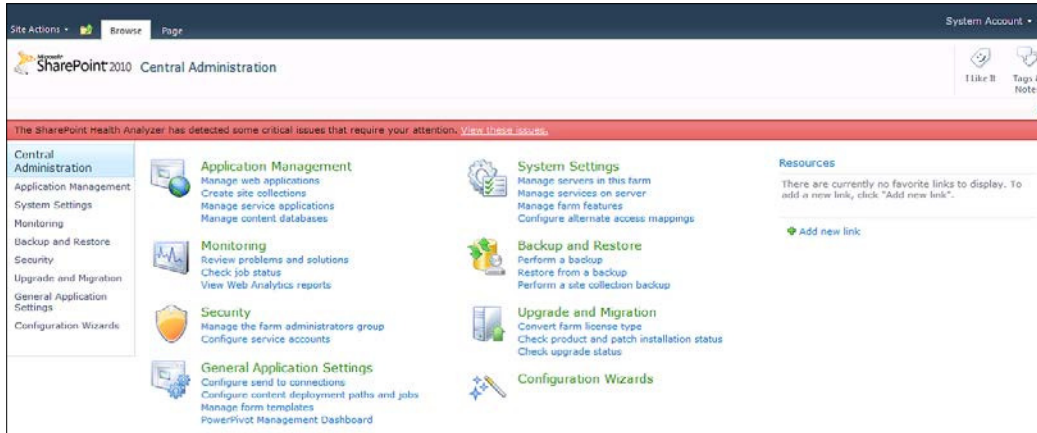 Site Actions
Browse
Page
System Account
Microsoft
SharePoint 2010
Central Administration
I Like It
Tags &
Note
The SharePoint Health Analyzer has detected some critical issues that require your attention. View these issues.
Central
Administration
Application Management
System Settings
Monitoring
Backup and Restore
Security
Upgrade and Migration
General Application
Settings
Configuration Wizards
Application Management
Manage web applications
Create site collections
Manage service applications
Manage content databases
Monitoring
Review problems and solutions
Check job status
View Web Analytics reports
Security
Manage the farm administrators group
Configure service accounts
General Application Settings
Configure send to connections
Configure content deployment paths and jobs
Manage form templates
PowerPivot Management Dashboard
System Settings
Manage servers in this farm
Manage services on server
Manage farm features
Configure alternate access mappings
Backup and Restore
Perform a backup
Restore from a backup
Perform a site collection backup
Upgrade and Migration
Convert farm license type
Check product and patch installation status
Check upgrade status
Configuration Wizards
Resources
There are currently no favorite links to display. To
add a new link, click "Add new link".
Add new link